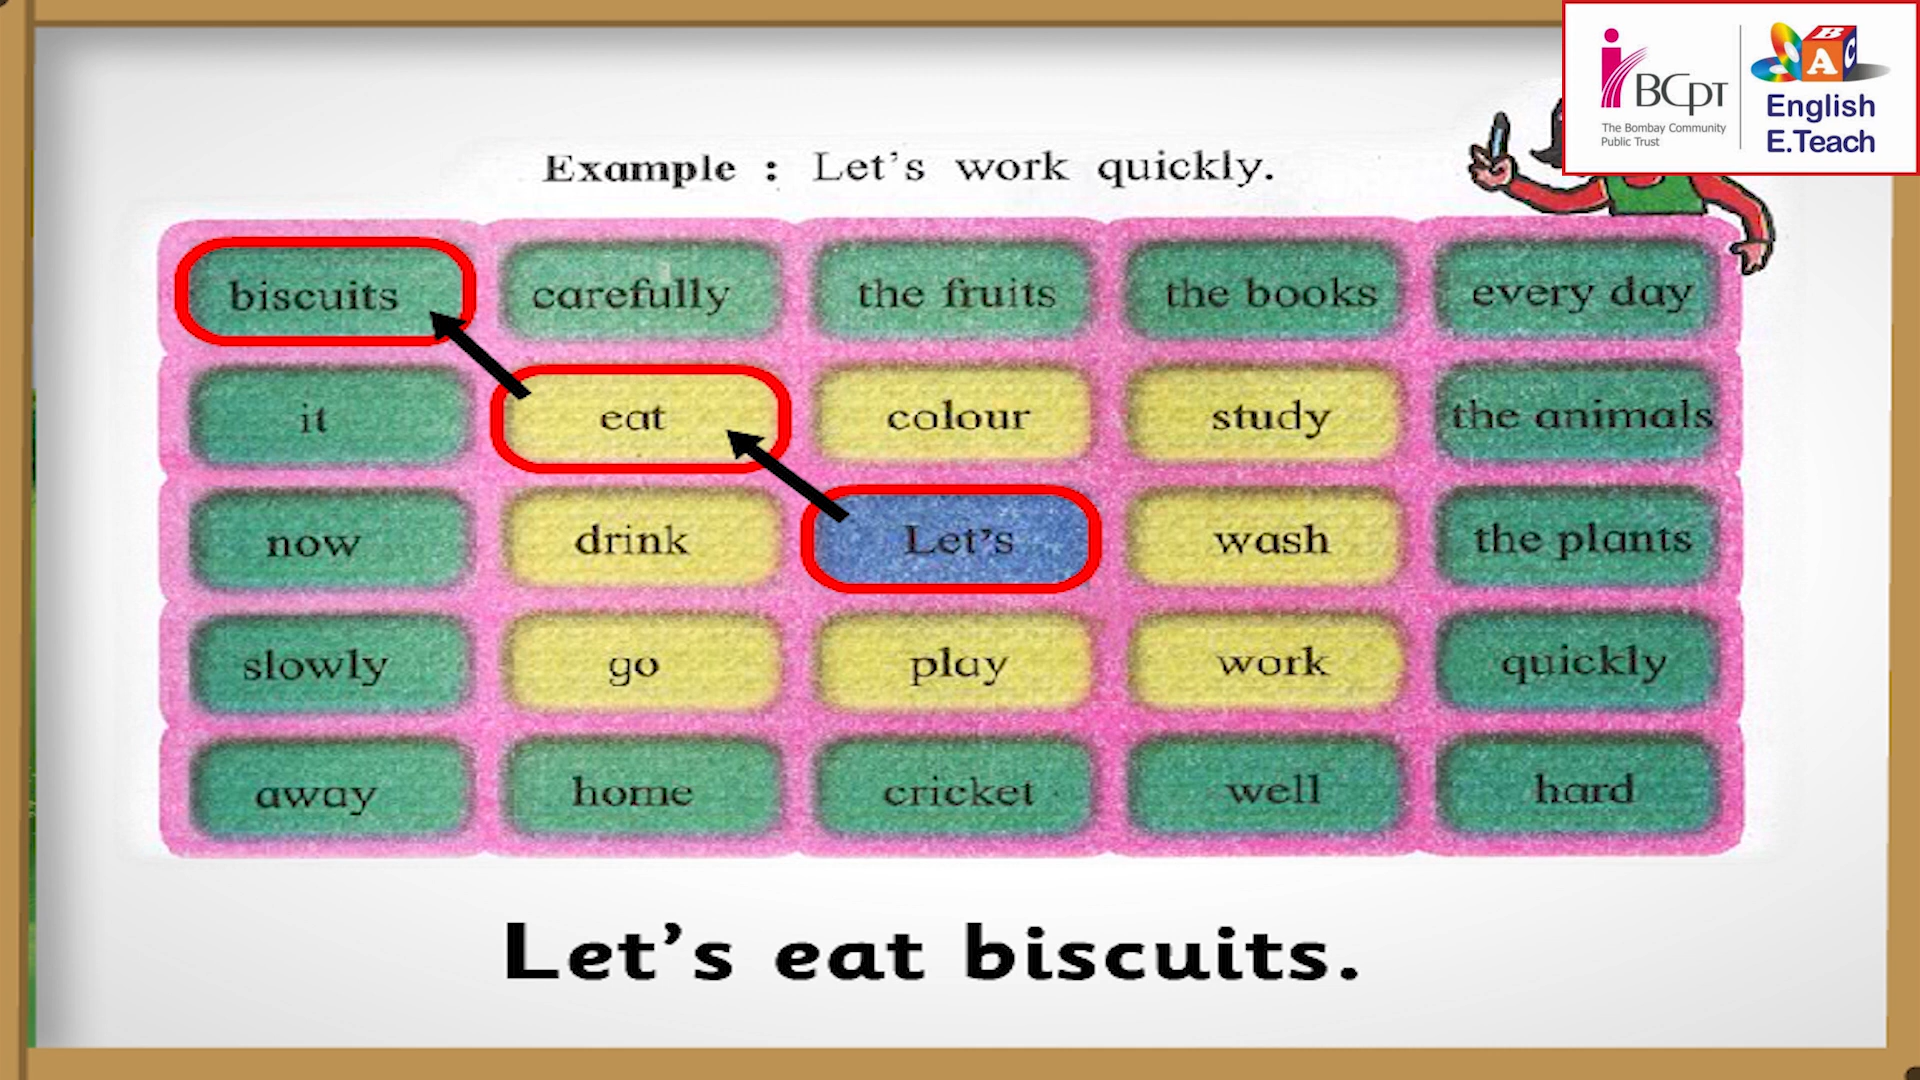 BCPT
The Bombay Community
Public Trust
B
A C
English
E.Teach
Example : Let's work quickly.
biscuits carefully the fruits the books every day
it eat colour study the animals
now drink Let's wash the plants
slowly go play work quickly
away home cricket well hard
Let's eat biscuits.